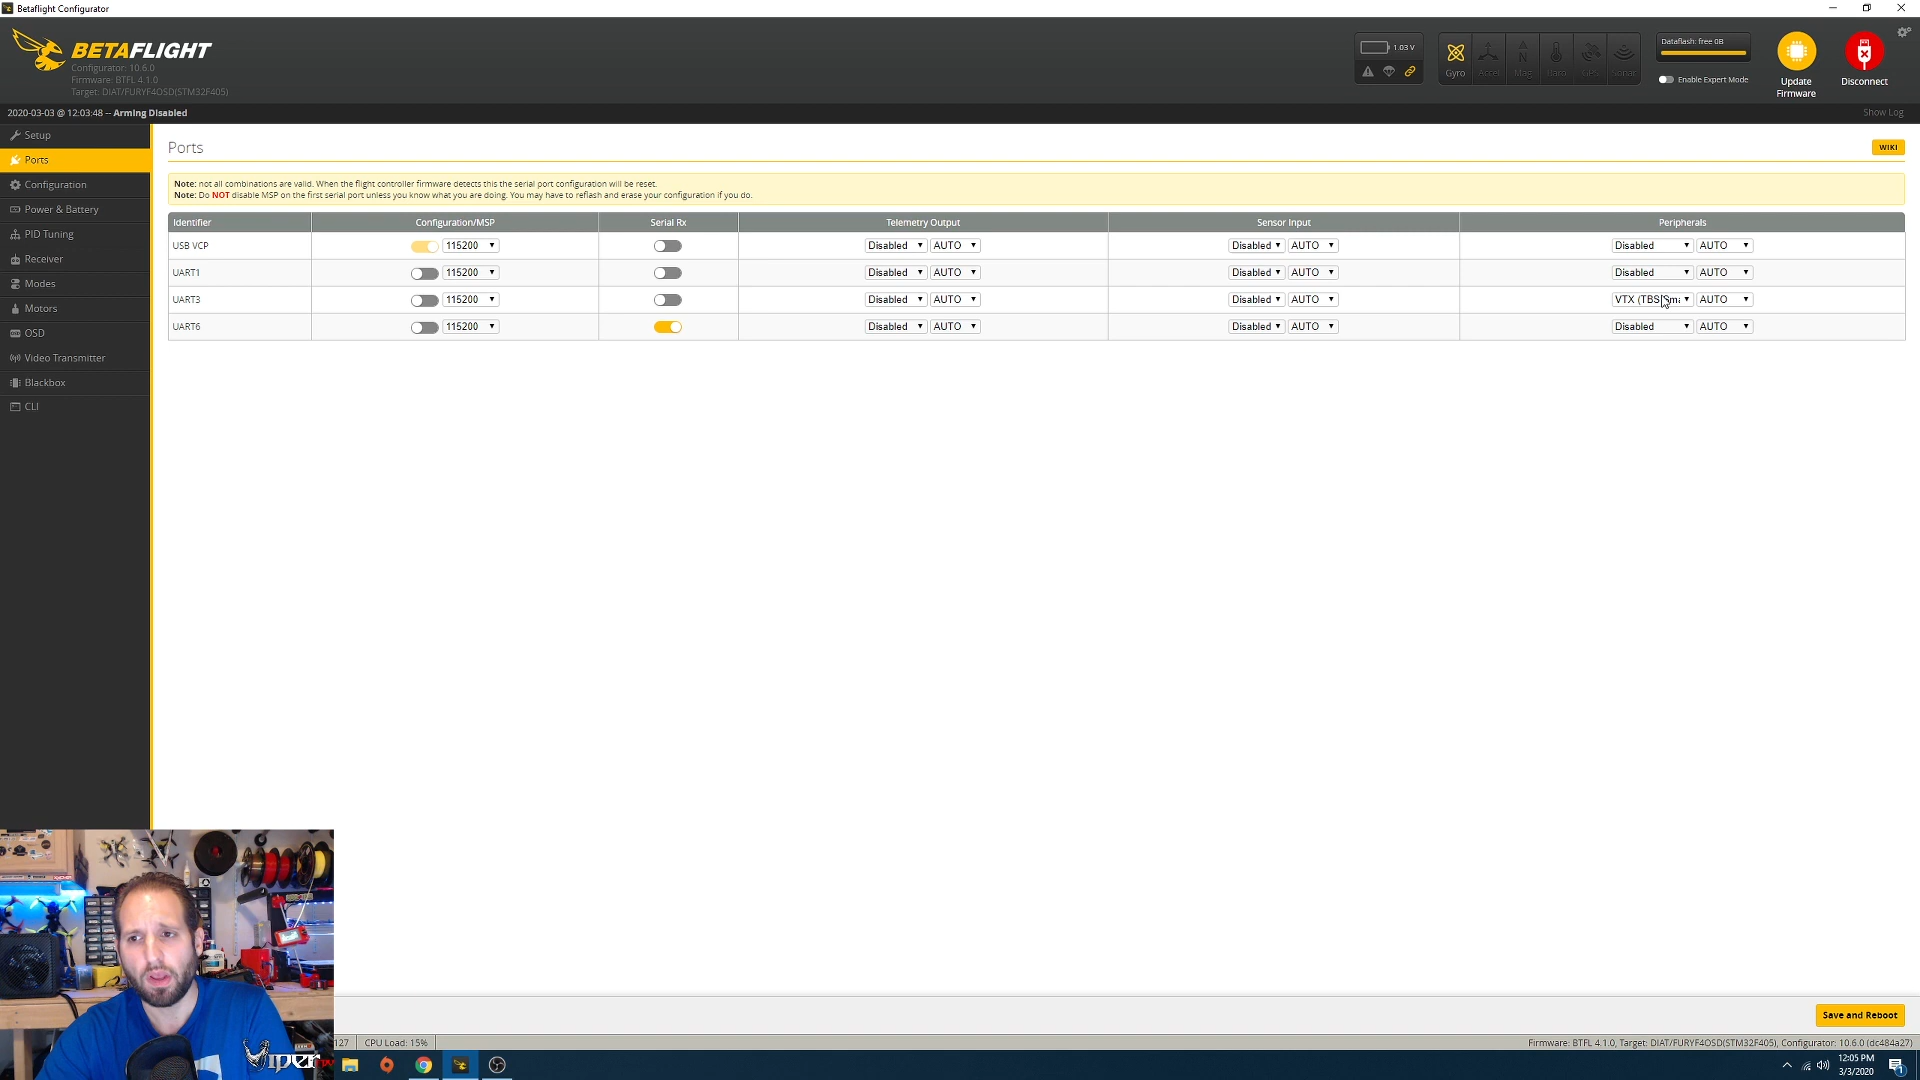 Betaflight Configurator
BETAFLIGHT
Configurator: 10.6.0
Firmware: BTFL 4.1.0
Target: DIAT/FURYF4OSD(STM32F405)
1.03 V
Gyro
Accel
Mag
Baro
GPS
Sonar
Dataflash: free 0B
Enable Expert Mode
Update
Firmware
Disconnect
2020-03-03 @ 12:03:48 -- Arming Disabled
Show Log
Setup
Ports
Configuration
Power & Battery
PID Tuning
Receiver
Modes
Motors
OSD
Video Transmitter
Blackbox
CLI
Ports
WIKI
Note: not all combinations are valid. When the flight controller firmware detects this the serial port configuration will be reset.
Note: Do NOT disable MSP on the first serial port unless you know what you are doing. You may have to reflash and erase your configuration if you do.
Identifier Configuration/MSP Serial Rx Telemetry Output Sensor Input Peripherals
USB VCP 115200 Disabled AUTO Disabled AUTO Disabled AUTO
UART1 115200 Disabled AUTO Disabled AUTO Disabled AUTO
UART3 115200 Disabled AUTO Disabled AUTO VTX (TBS Sma AUTO
UART6 115200 Disabled AUTO Disabled AUTO Disabled AUTO
Save and Reboot
127 CPU Load: 15%
Firmware: BTFL 4.1.0, Target: DIAT/FURYF4OSD(STM32F405), Configurator: 10.6.0 (dc484a27)
VIPER
12:05 PM
3/3/2020
1